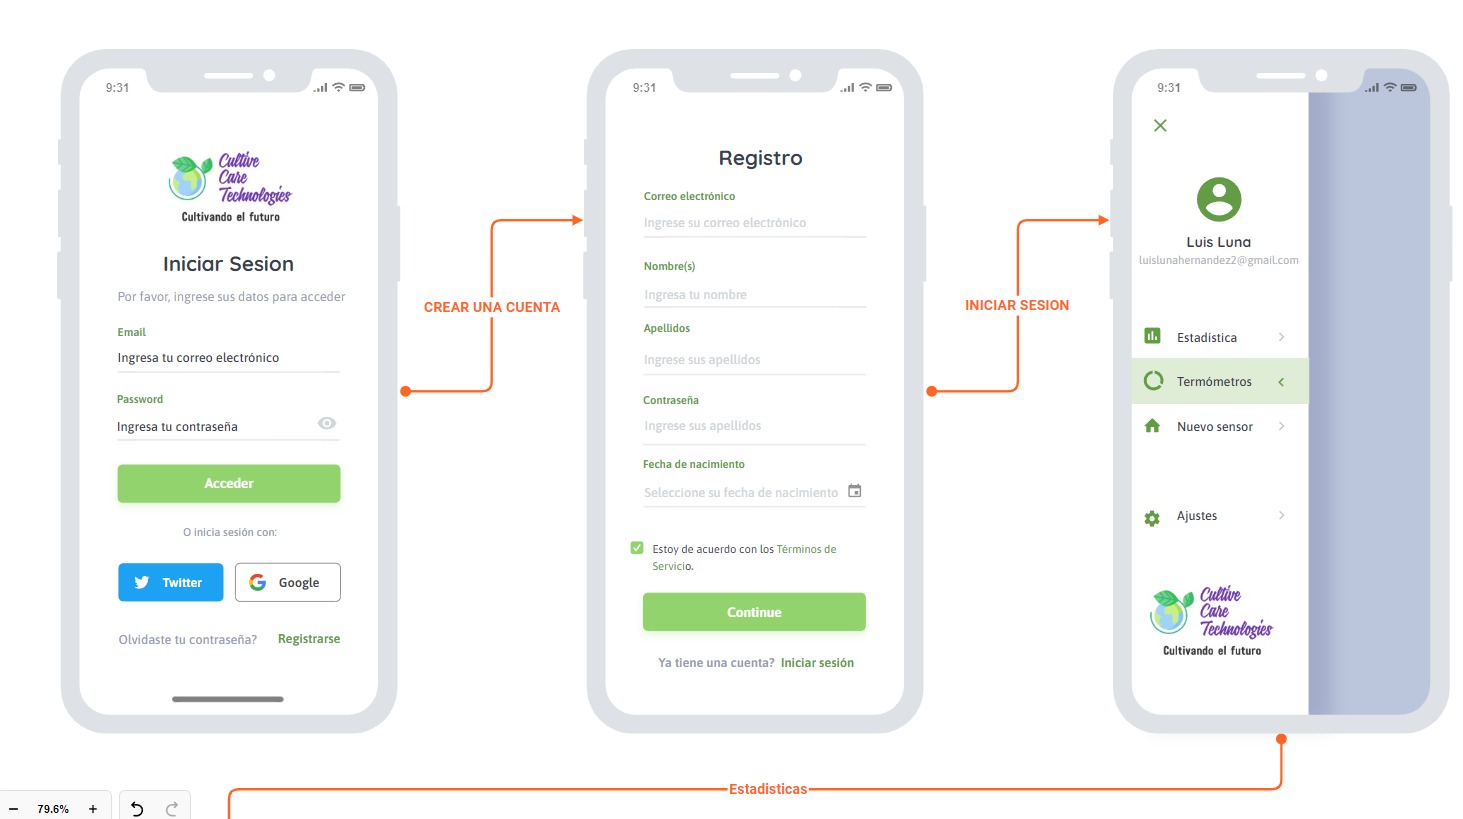 9:31
Cultive
Care
Technologies
Cultivando el futuro
Iniciar Sesion
Por favor, ingrese sus datos para acceder
Email
Ingresa tu correo electrónico
Password
Ingresa tu contraseña
Acceder
O inicia sesión con:
Twitter
Google
Olvidaste tu contraseña? Registrarse
CREAR UNA CUENTA
9:31
Registro
Correo electrónico
Ingrese su correo electrónico
Nombre(s)
Ingresa tu nombre
Apellidos
Ingrese sus apellidos
Contraseña
Ingrese sus apellidos
Fecha de nacimiento
Seleccione su fecha de nacimiento
Estoy de acuerdo con los Términos de
Servicio.
Continue
Ya tiene una cuenta? Iniciar sesión
INICIAR SESION
9:31
Luis Luna
luislunahernandez2@gmail.com
Estadística
Termómetros
Nuevo sensor
Ajustes
Cultive
Care
Technologies
Cultivando el futuro
Estadisticas
79.6%